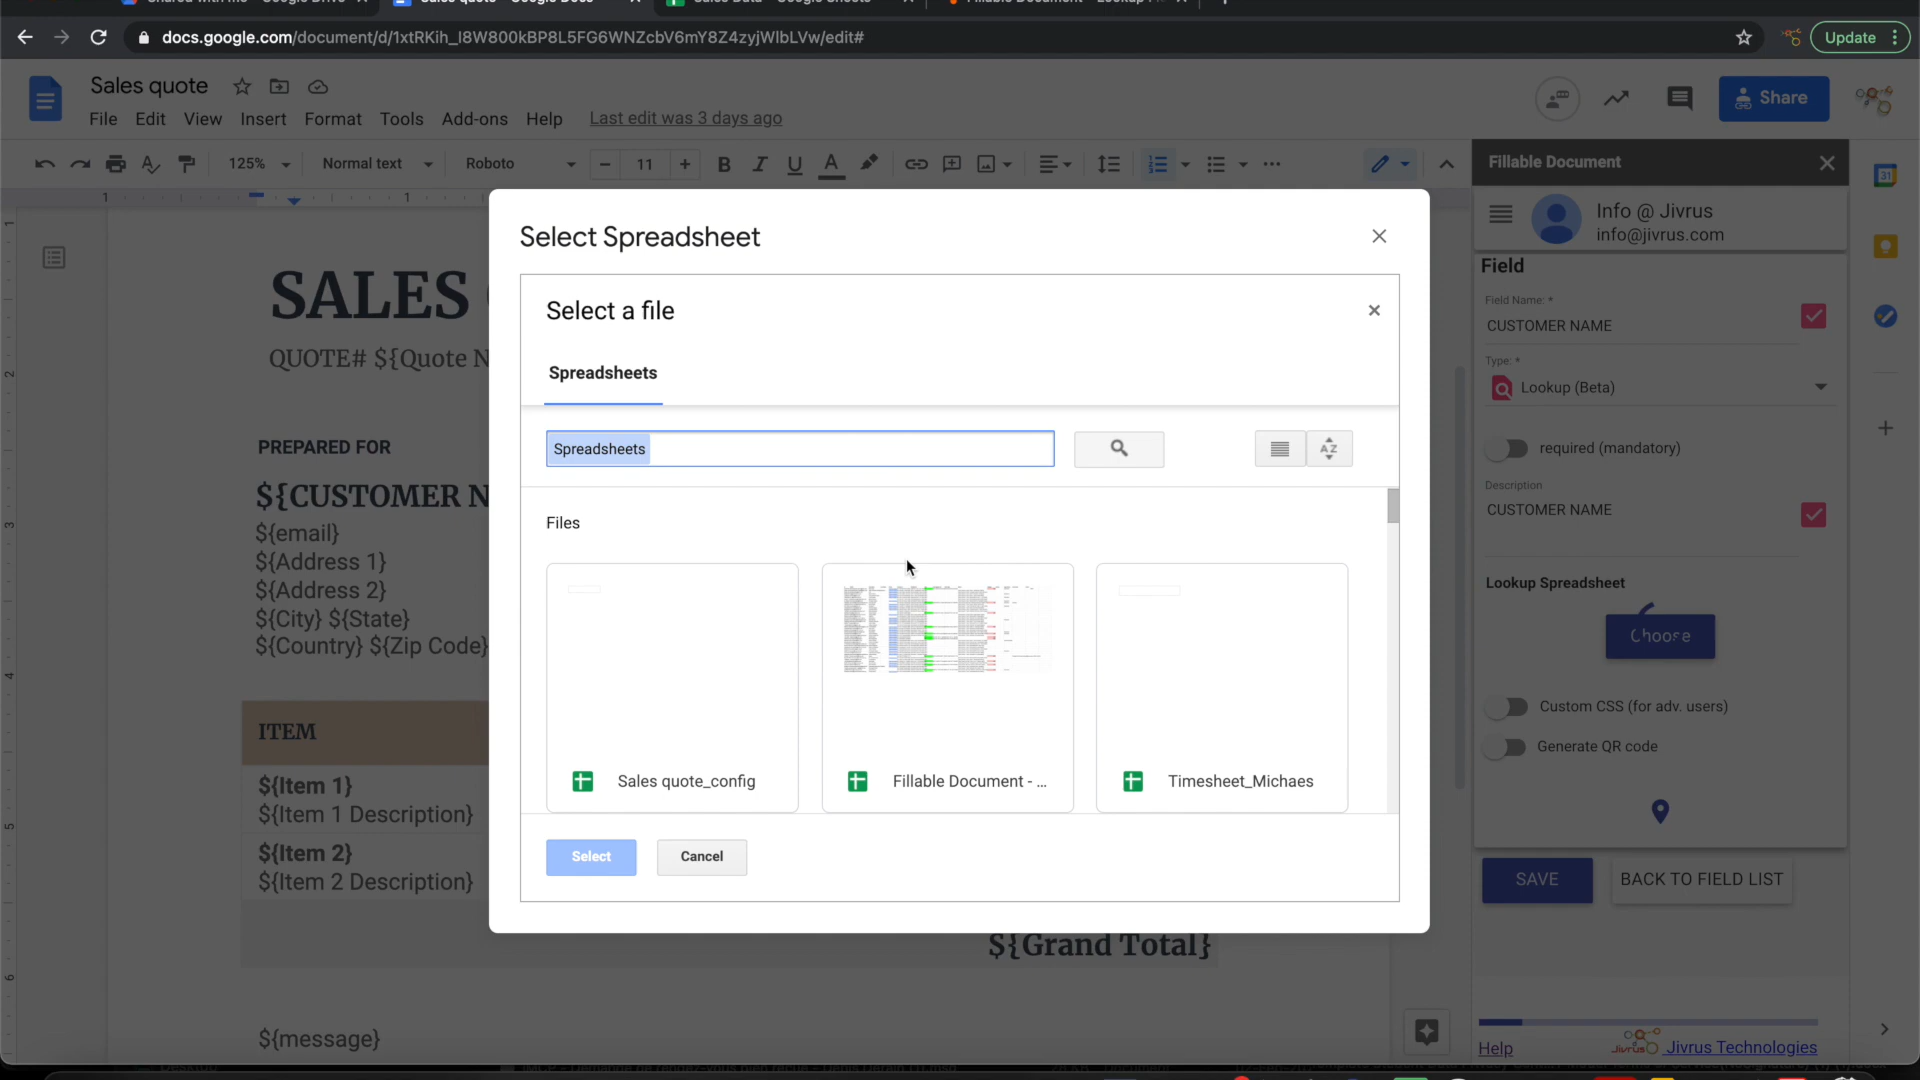 Sales quote - Google Docs
docs.google.com/document/d/1xtRKih_I8W800kBP8L5FG6WNZcbV6mY8Z4zyjWIbLVw/edit#
Update
Sales quote
File Edit View Insert Format Tools Add-ons Help Last edit was 3 days ago
Share
125% Normal text Roboto 11
Fillable Document
Info @ Jivrus
info@jivrus.com
Field
Field Name: *
CUSTOMER NAME
Type: *
Lookup (Beta)
required (mandatory)
Description
CUSTOMER NAME
Lookup Spreadsheet
Choose
Custom CSS (for adv. users)
Generate QR code
SAVE
BACK TO FIELD LIST
Help
Jivrus Technologies
SALES
QUOTE# ${Quote N
PREPARED FOR
${CUSTOMER N
${email}
${Address 1}
${Address 2}
${City} ${State}
${Country} ${Zip Code}
ITEM
${Item 1}
${Item 1 Description}
${Item 2}
${Item 2 Description}
${Grand Total}
${message}
Select Spreadsheet
Select a file
Spreadsheets
Spreadsheets
Files
Sales quote_config
Fillable Document - ...
Timesheet_Michaes
Select
Cancel